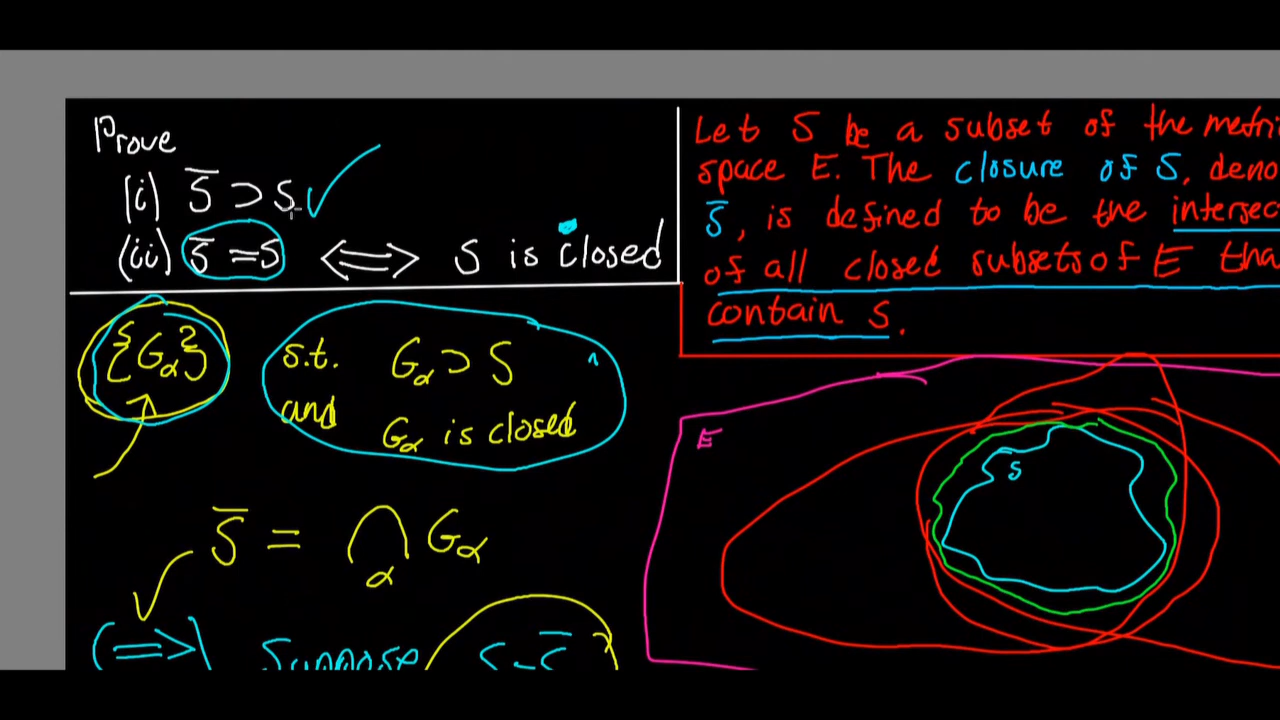 Prove
(i) S̅ ⊃ S
(ii) S̅ = S ⟺ S is closed
Let S be a subset of the metri
space E. The closure of S, deno
S̅, is defined to be the intersec
of all closed subsets of E tha
contain S.
{Gα} s.t. Gα ⊃ S
and Gα is closed
S̅ = ⋂α Gα
(⇒) Suppose S = S̅
E
S